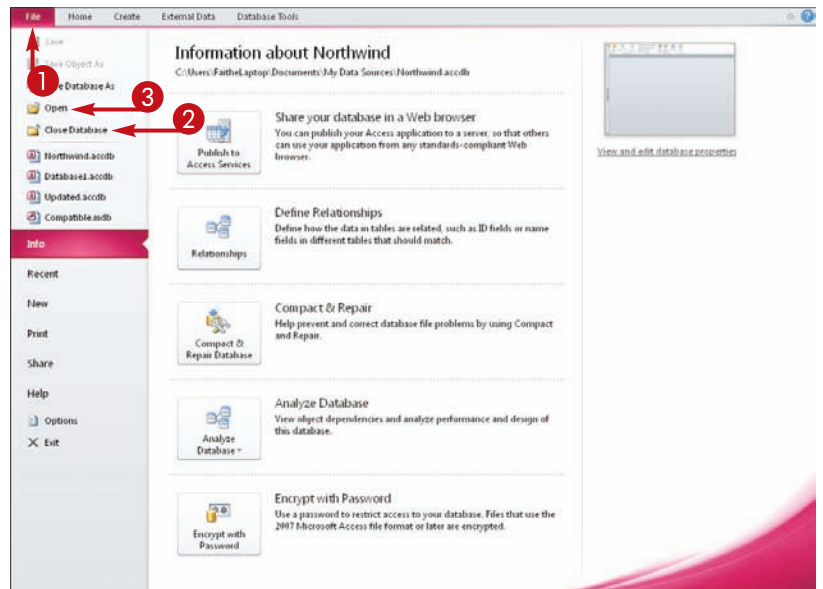 File Home Create External Data Database Tools
Save
1 Save Object As
e Database As
Open 3
Close Database 2
Northwind.accdb
Database1.accdb
Updated.accdb
Compatible.mdb
Info
Recent
New
Print
Share
Help
Options
Exit
Information about Northwind
C:\Users\FaitheLaptop\Documents\My Data Sources\Northwind.accdb
Publish to
Access Services
Share your database in a Web browser
You can publish your Access application to a server, so that others
can use your application from any standards-compliant Web
browser.
Relationships
Define Relationships
Define how the data in tables are related, such as ID fields or name
fields in different tables that should match.
Compact &
Repair Database
Compact & Repair
Help prevent and correct database file problems by using Compact
and Repair.
Analyze
Database
Analyze Database
View object dependencies and analyze performance and design of
this database.
Encrypt with
Password
Encrypt with Password
Use a password to restrict access to your database. Files that use the
2007 Microsoft Access file format or later are encrypted.
View and edit database properties